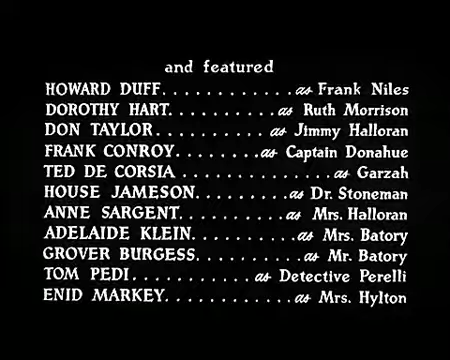 and featured
HOWARD DUFF............as Frank Niles
DOROTHY HART..........as Ruth Morrison
DON TAYLOR..........as Jimmy Halloran
FRANK CONROY.......as Captain Donahue
TED DE CORSIA..............as Garzah
HOUSE JAMESON.........as Dr. Stoneman
ANNE SARGENT..........as Mrs. Halloran
ADELAIDE KLEIN..........as Mrs. Batory
GROVER BURGESS.........as Mr. Batory
TOM PEDI...........as Detective Perelli
ENID MARKEY............as Mrs. Hylton